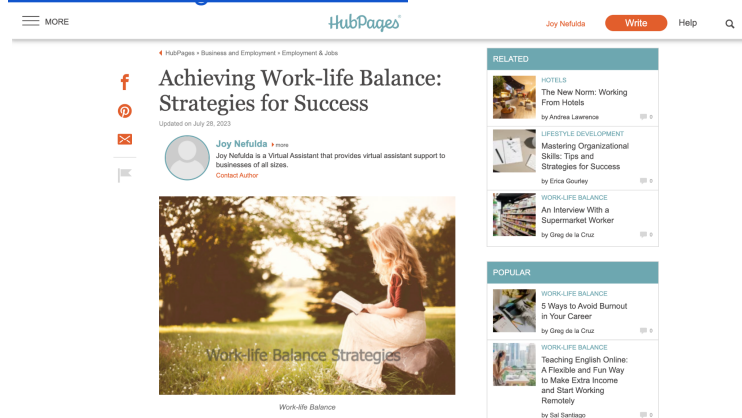 MORE
HubPages
Joy Nefulda
Write
Help
HubPages » Business and Employment » Employment & Jobs
Achieving Work-life Balance:
Strategies for Success
Updated on July 28, 2023
Joy Nefulda
more
Joy Nefulda is a Virtual Assistant that provides virtual assistant support to
businesses of all sizes.
Contact Author
Work-life Balance Strategies
Work-life Balance
RELATED
HOTELS
The New Norm: Working
From Hotels
by Andrea Lawrence
0
LIFESTYLE DEVELOPMENT
Mastering Organizational
Skills: Tips and
Strategies for Success
by Erica Gourley
0
WORK-LIFE BALANCE
An Interview With a
Supermarket Worker
by Greg de la Cruz
0
POPULAR
WORK-LIFE BALANCE
5 Ways to Avoid Burnout
in Your Career
by Greg de la Cruz
0
WORK-LIFE BALANCE
Teaching English Online:
A Flexible and Fun Way
to Make Extra Income
and Start Working
Remotely
by Sal Santiago
0